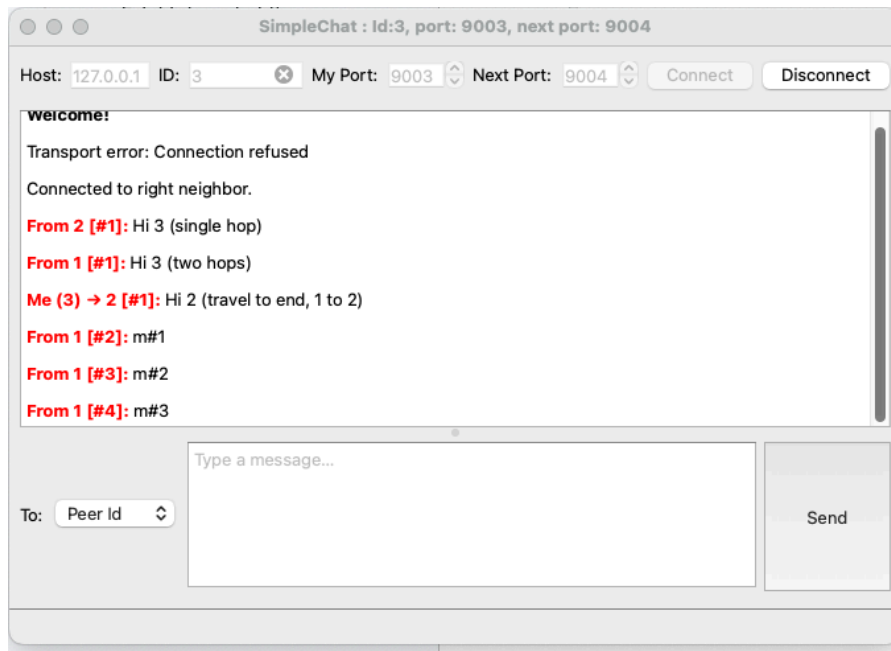 SimpleChat : Id:3, port: 9003, next port: 9004
Host: 127.0.0.1 ID: 3 My Port: 9003 Next Port: 9004 Connect Disconnect
Welcome!
Transport error: Connection refused
Connected to right neighbor.
From 2 [#1]: Hi 3 (single hop)
From 1 [#1]: Hi 3 (two hops)
Me (3) → 2 [#1]: Hi 2 (travel to end, 1 to 2)
From 1 [#2]: m#1
From 1 [#3]: m#2
From 1 [#4]: m#3
Type a message...
To: Peer Id
Send